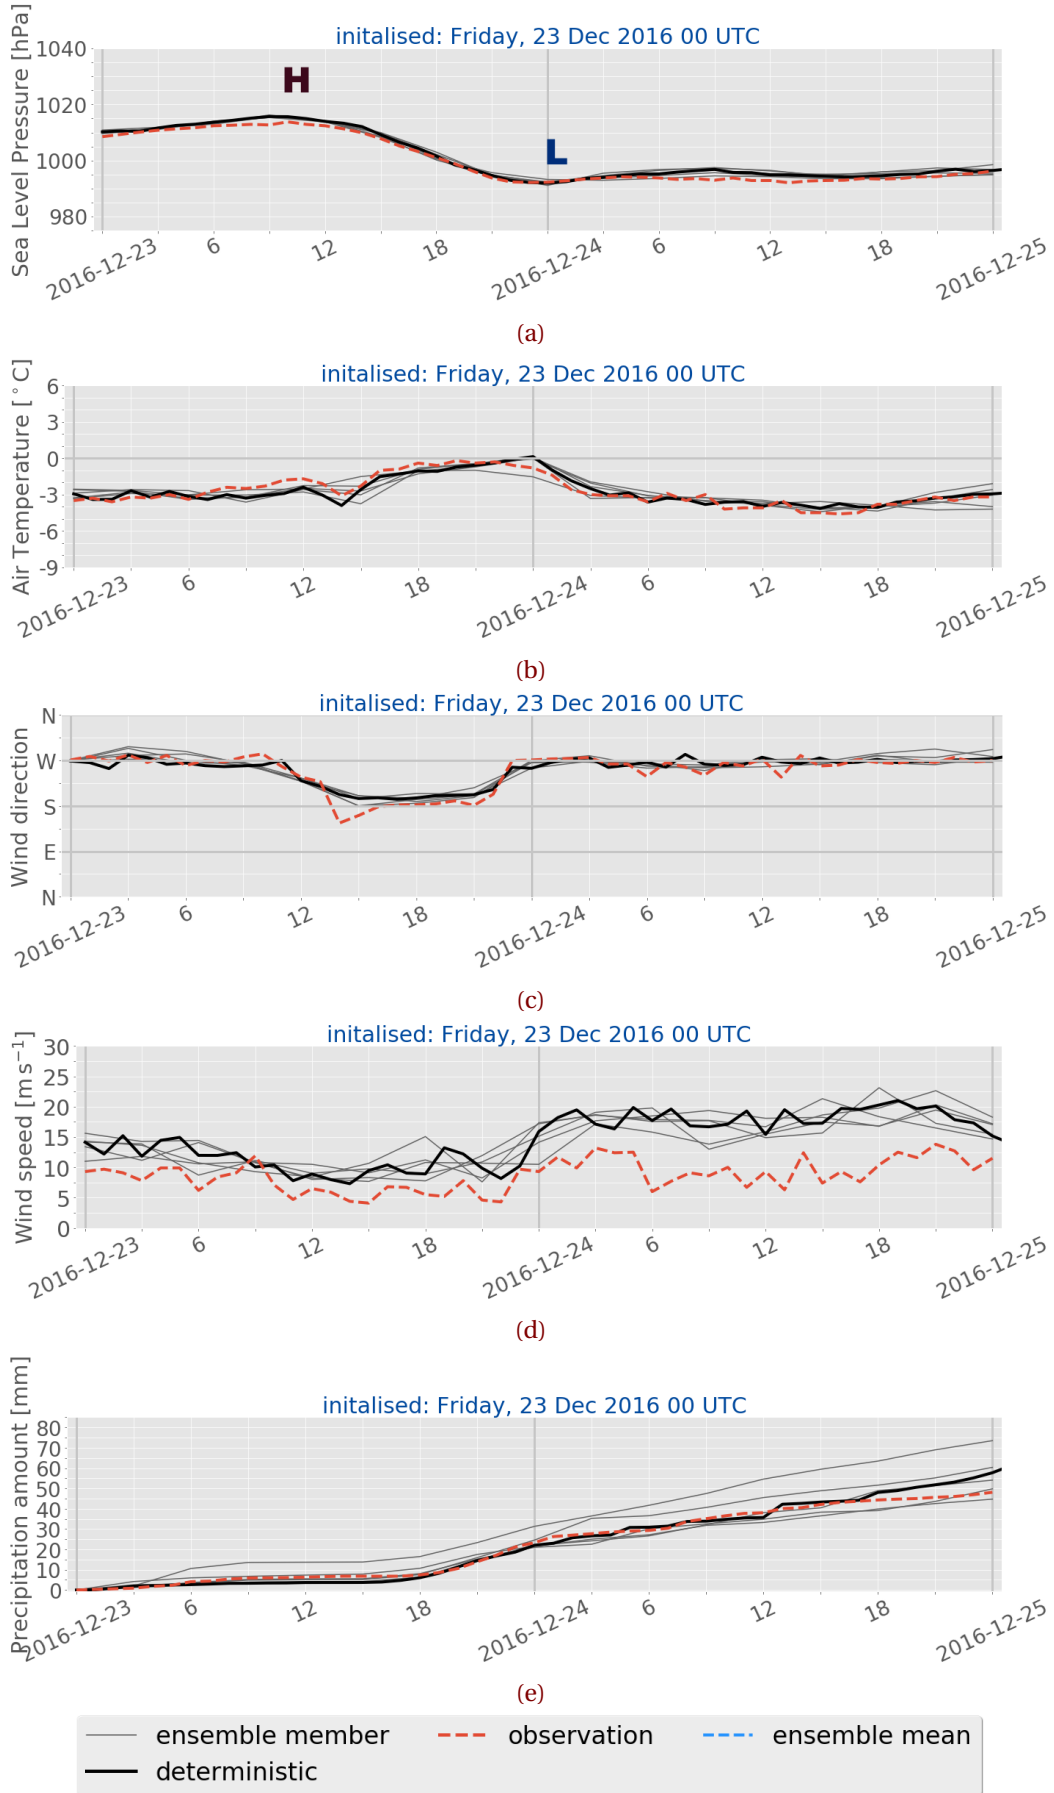 initalised: Friday, 23 Dec 2016 00 UTC
Sea Level Pressure [hPa]
1040
1020
1000
980
H
L
2016-12-23 6 12 18 2016-12-24 6 12 18 2016-12-25
(a)
initalised: Friday, 23 Dec 2016 00 UTC
Air Temperature [°C]
6
3
0
-3
-6
-9
2016-12-23 6 12 18 2016-12-24 6 12 18 2016-12-25
(b)
initalised: Friday, 23 Dec 2016 00 UTC
Wind direction
N
W
S
E
N
2016-12-23 6 12 18 2016-12-24 6 12 18 2016-12-25
(c)
initalised: Friday, 23 Dec 2016 00 UTC
Wind speed [m s⁻¹]
30
25
20
15
10
5
0
2016-12-23 6 12 18 2016-12-24 6 12 18 2016-12-25
(d)
initalised: Friday, 23 Dec 2016 00 UTC
Precipitation amount [mm]
80
70
60
50
40
30
20
10
0
2016-12-23 6 12 18 2016-12-24 6 12 18 2016-12-25
(e)
ensemble member observation ensemble mean
deterministic